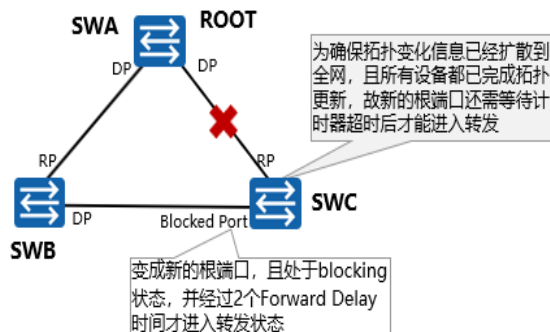 SWA
ROOT
为确保拓扑变化信息已经扩散到
全网，且所有设备都已完成拓扑
更新，故新的根端口还需等待计
时器超时后才能进入转发
DP
DP
RP
RP
SWC
DP
Blocked Port
SWB
变成新的根端口，且处于blocking
状态，并经过2个Forward Delay
时间才进入转发状态